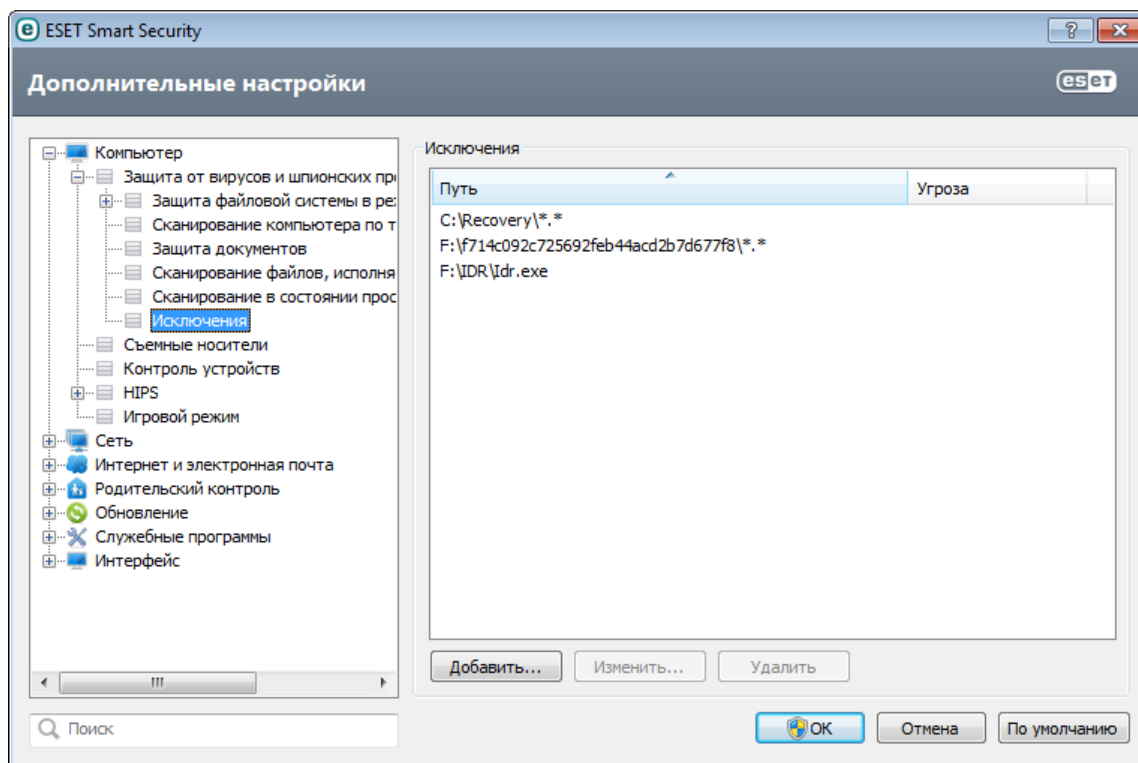 ESET Smart Security
Дополнительные настройки
eset
Компьютер
Защита от вирусов и шпионских пр
Защита файловой системы в ре
Сканирование компьютера по т
Защита документов
Сканирование файлов, исполня
Сканирование в состоянии прос
Исключения
Съемные носители
Контроль устройств
HIPS
Игровой режим
Сеть
Интернет и электронная почта
Родительский контроль
Обновление
Служебные программы
Интерфейс
Поиск
Исключения
Путь Угроза
C:\Recovery\*.*
F:\f714c092c725692feb44acd2b7d677f8\*.*
F:\IDR\Idr.exe
Добавить... Изменить... Удалить
OK Отмена По умолчанию